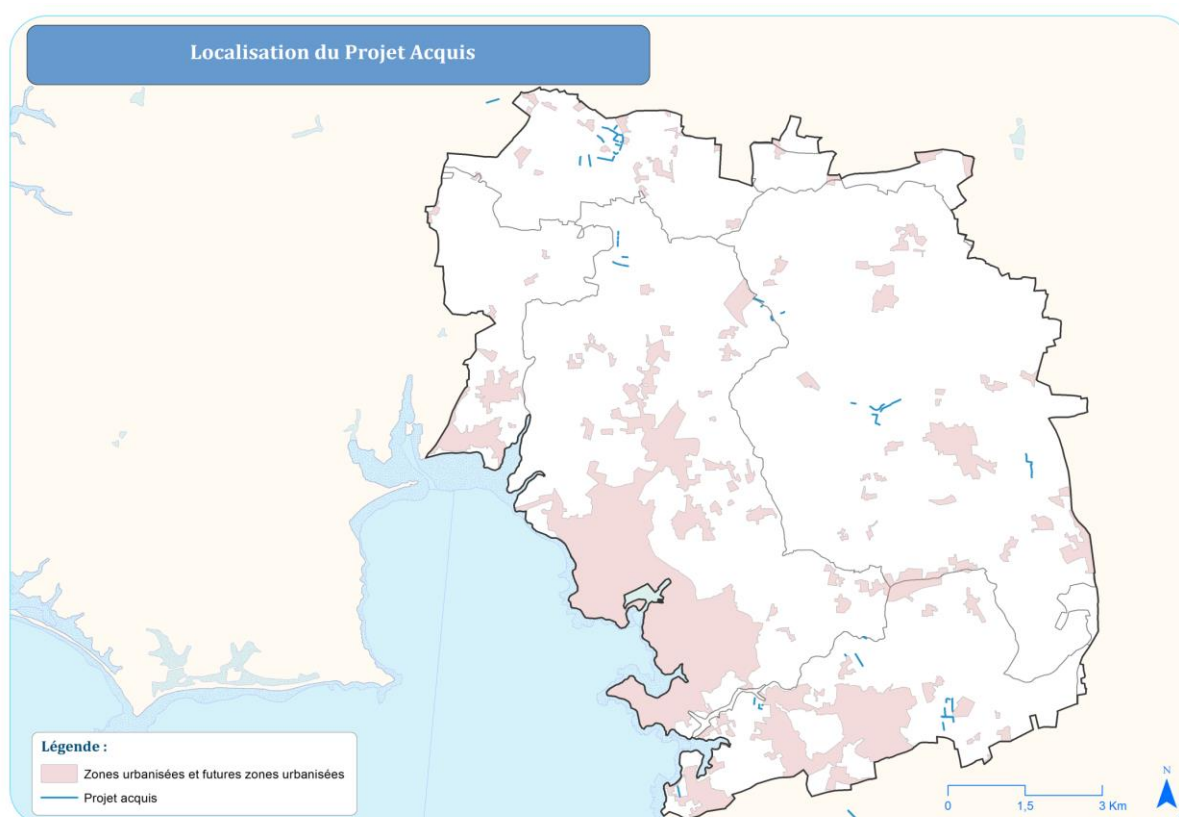 Localisation du Projet Acquis
Légende :
Zones urbanisées et futures zones urbanisées
Projet acquis
N
0 1,5 3 Km